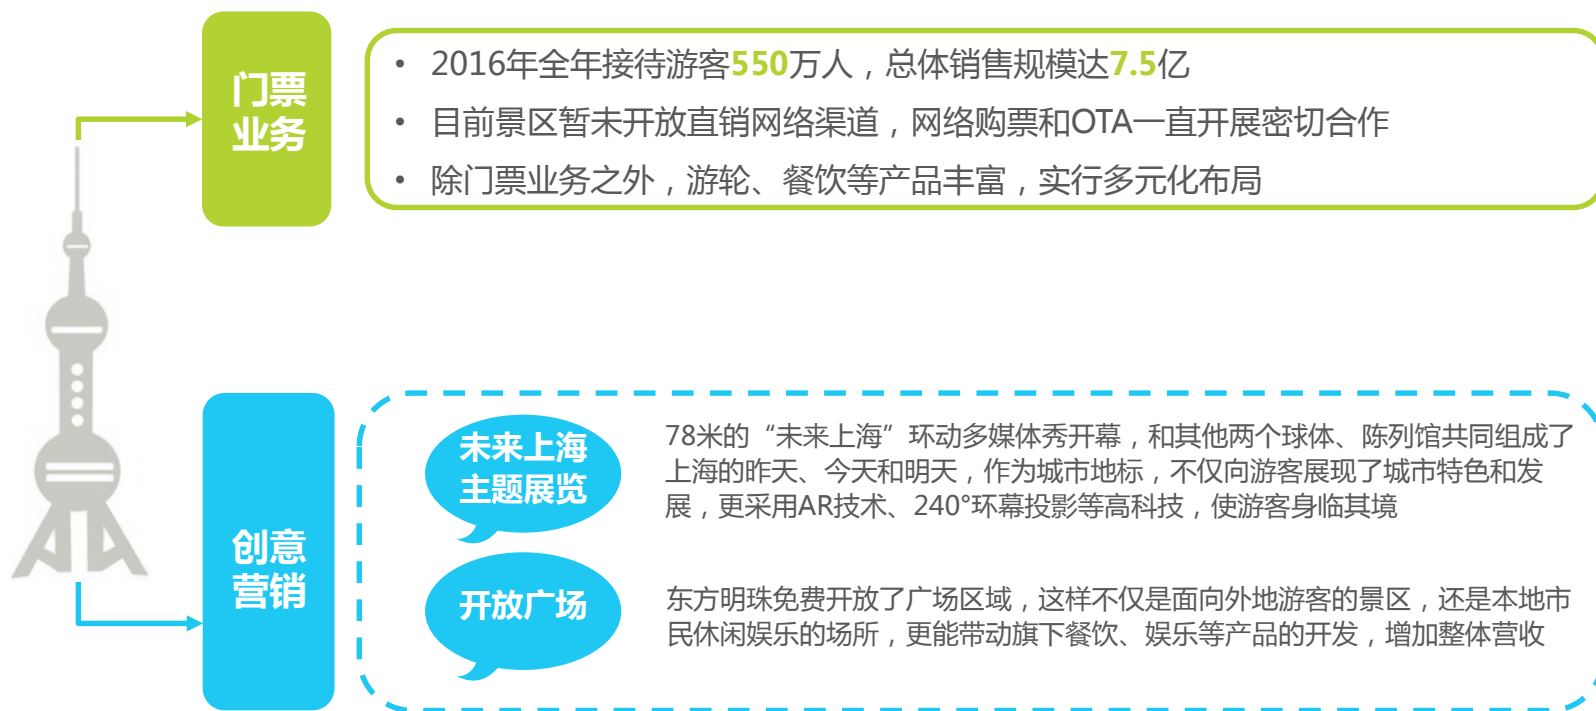 门票
业务
• 2016年全年接待游客550万人，总体销售规模达7.5亿
• 目前景区暂未开放直销网络渠道，网络购票和OTA一直开展密切合作
• 除门票业务之外，游轮、餐饮等产品丰富，实行多元化布局
创意
营销
未来上海
主题展览
78米的“未来上海”环动多媒体秀开幕，和其他两个球体、陈列馆共同组成了
上海的昨天、今天和明天，作为城市地标，不仅向游客展现了城市特色和发
展，更采用AR技术、240°环幕投影等高科技，使游客身临其境
开放广场
东方明珠免费开放了广场区域，这样不仅是面向外地游客的景区，还是本地市
民休闲娱乐的场所，更能带动旗下餐饮、娱乐等产品的开发，增加整体营收